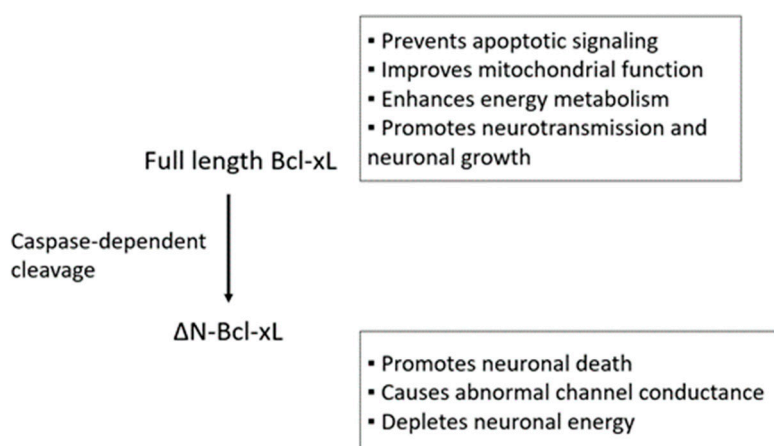 ▪ Prevents apoptotic signaling
▪ Improves mitochondrial function
▪ Enhances energy metabolism
▪ Promotes neurotransmission and
neuronal growth
Full length Bcl-xL
Caspase-dependent
cleavage
ΔN-Bcl-xL
▪ Promotes neuronal death
▪ Causes abnormal channel conductance
▪ Depletes neuronal energy